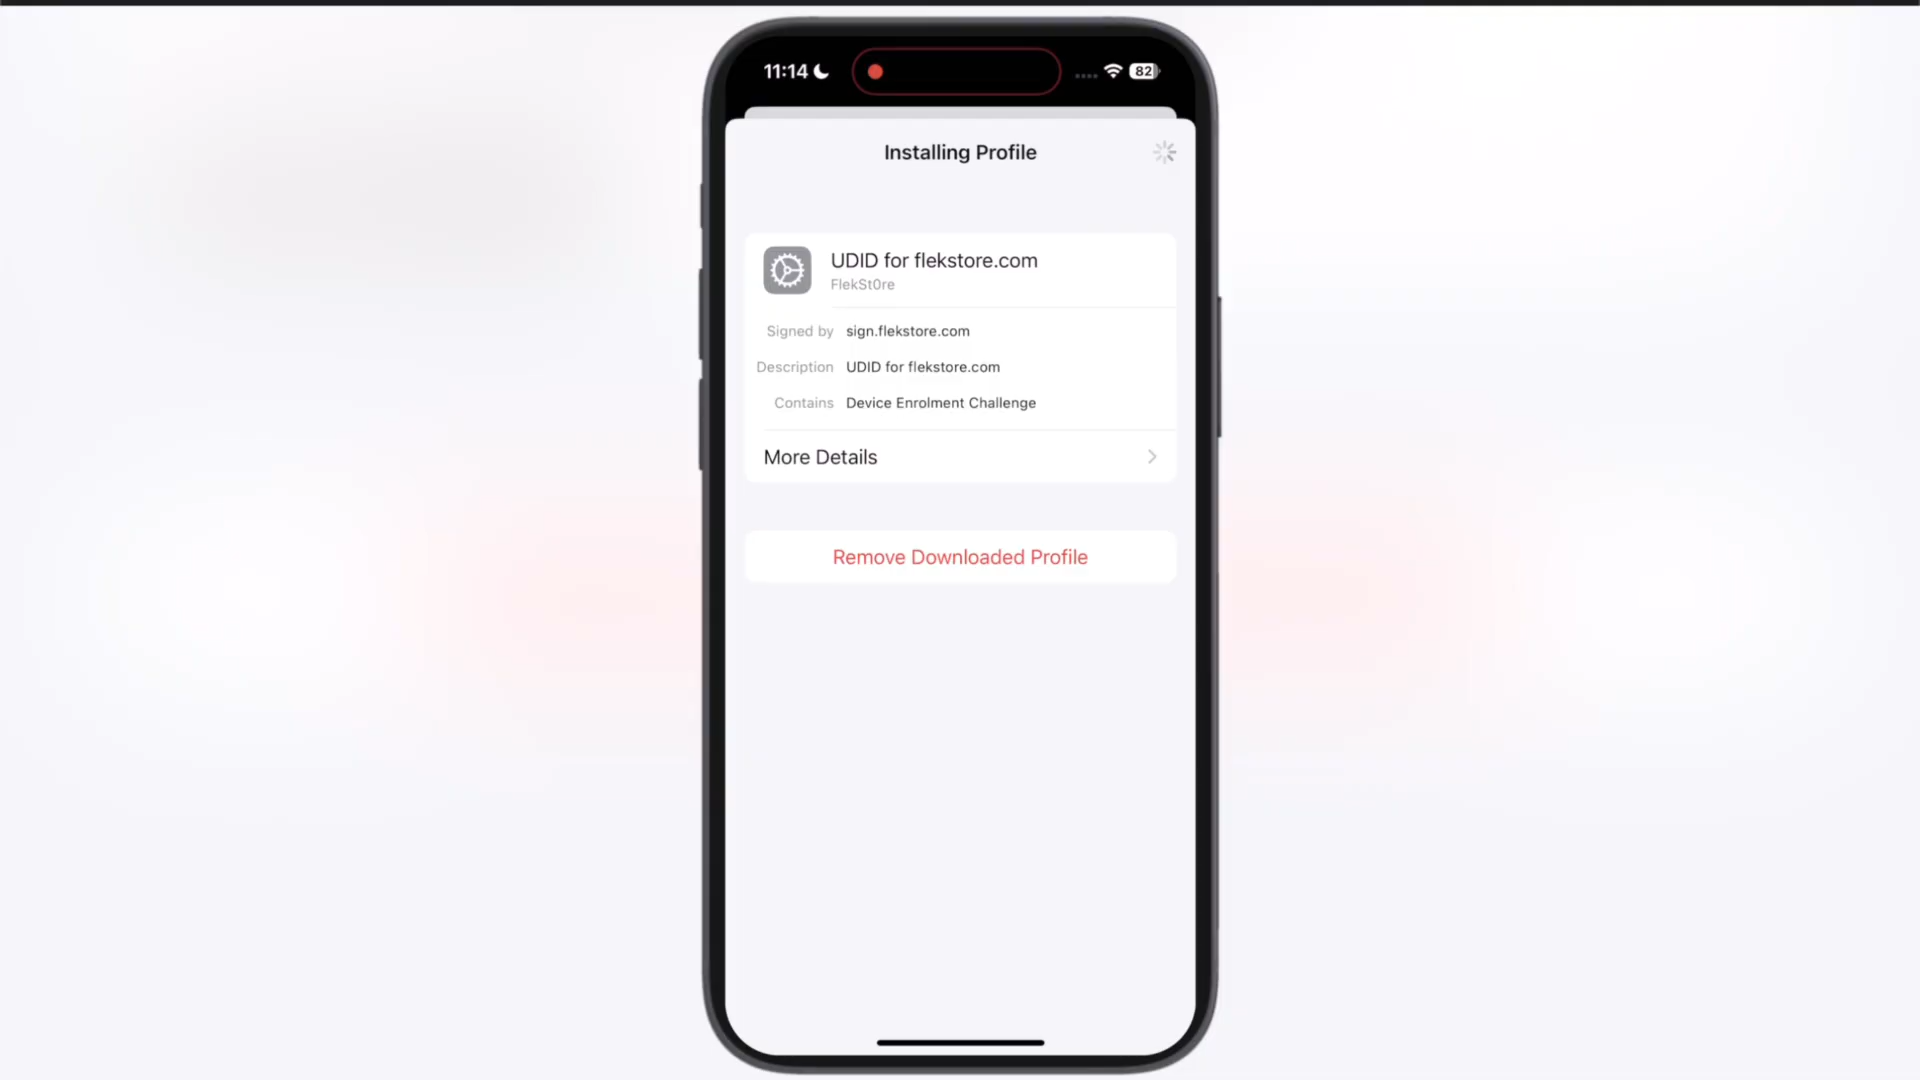 11:14
82
Installing Profile
UDID for flekstore.com
FlekSt0re
Signed by sign.flekstore.com
Description UDID for flekstore.com
Contains Device Enrolment Challenge
More Details
Remove Downloaded Profile